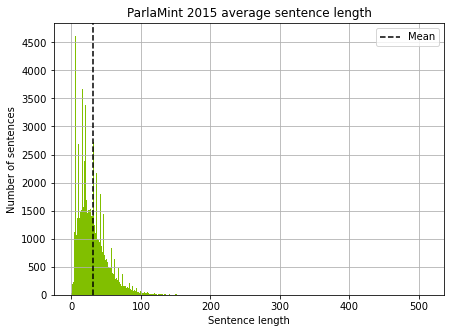 ParlaMint 2015 average sentence length
Mean
Number of sentences
4500
4000
3500
3000
2500
2000
1500
1000
500
0
0 100 200 300 400 500
Sentence length